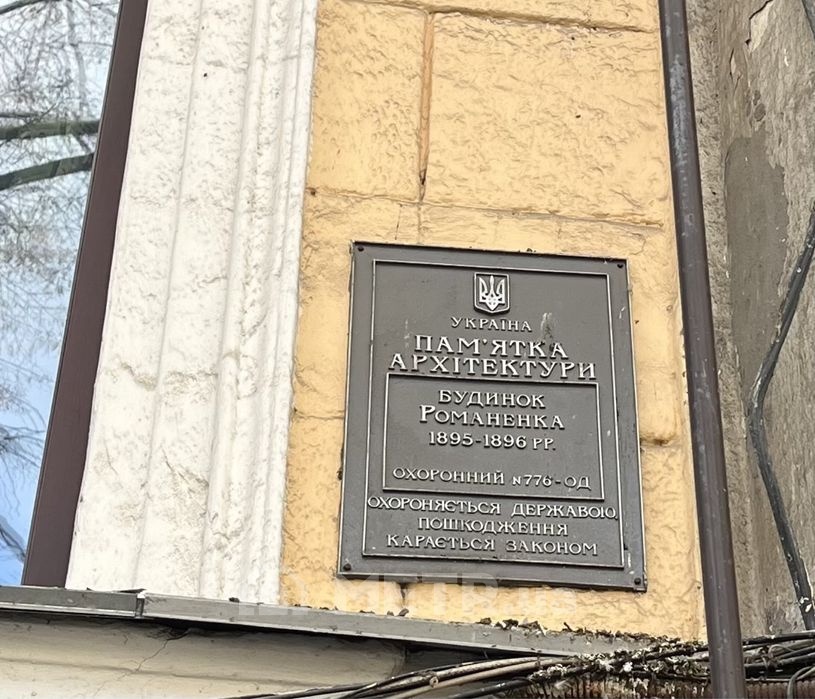 УКРАЇНА
ПАМ'ЯТКА
АРХІТЕКТУРИ
БУДИНОК
РОМАНЕНКА
1895-1896 РР.
ОХОРОННИЙ №776-ОД
ОХОРОНЯЄТЬСЯ ДЕРЖАВОЮ,
ПОШКОДЖЕННЯ
КАРАЄТЬСЯ ЗАКОНОМ